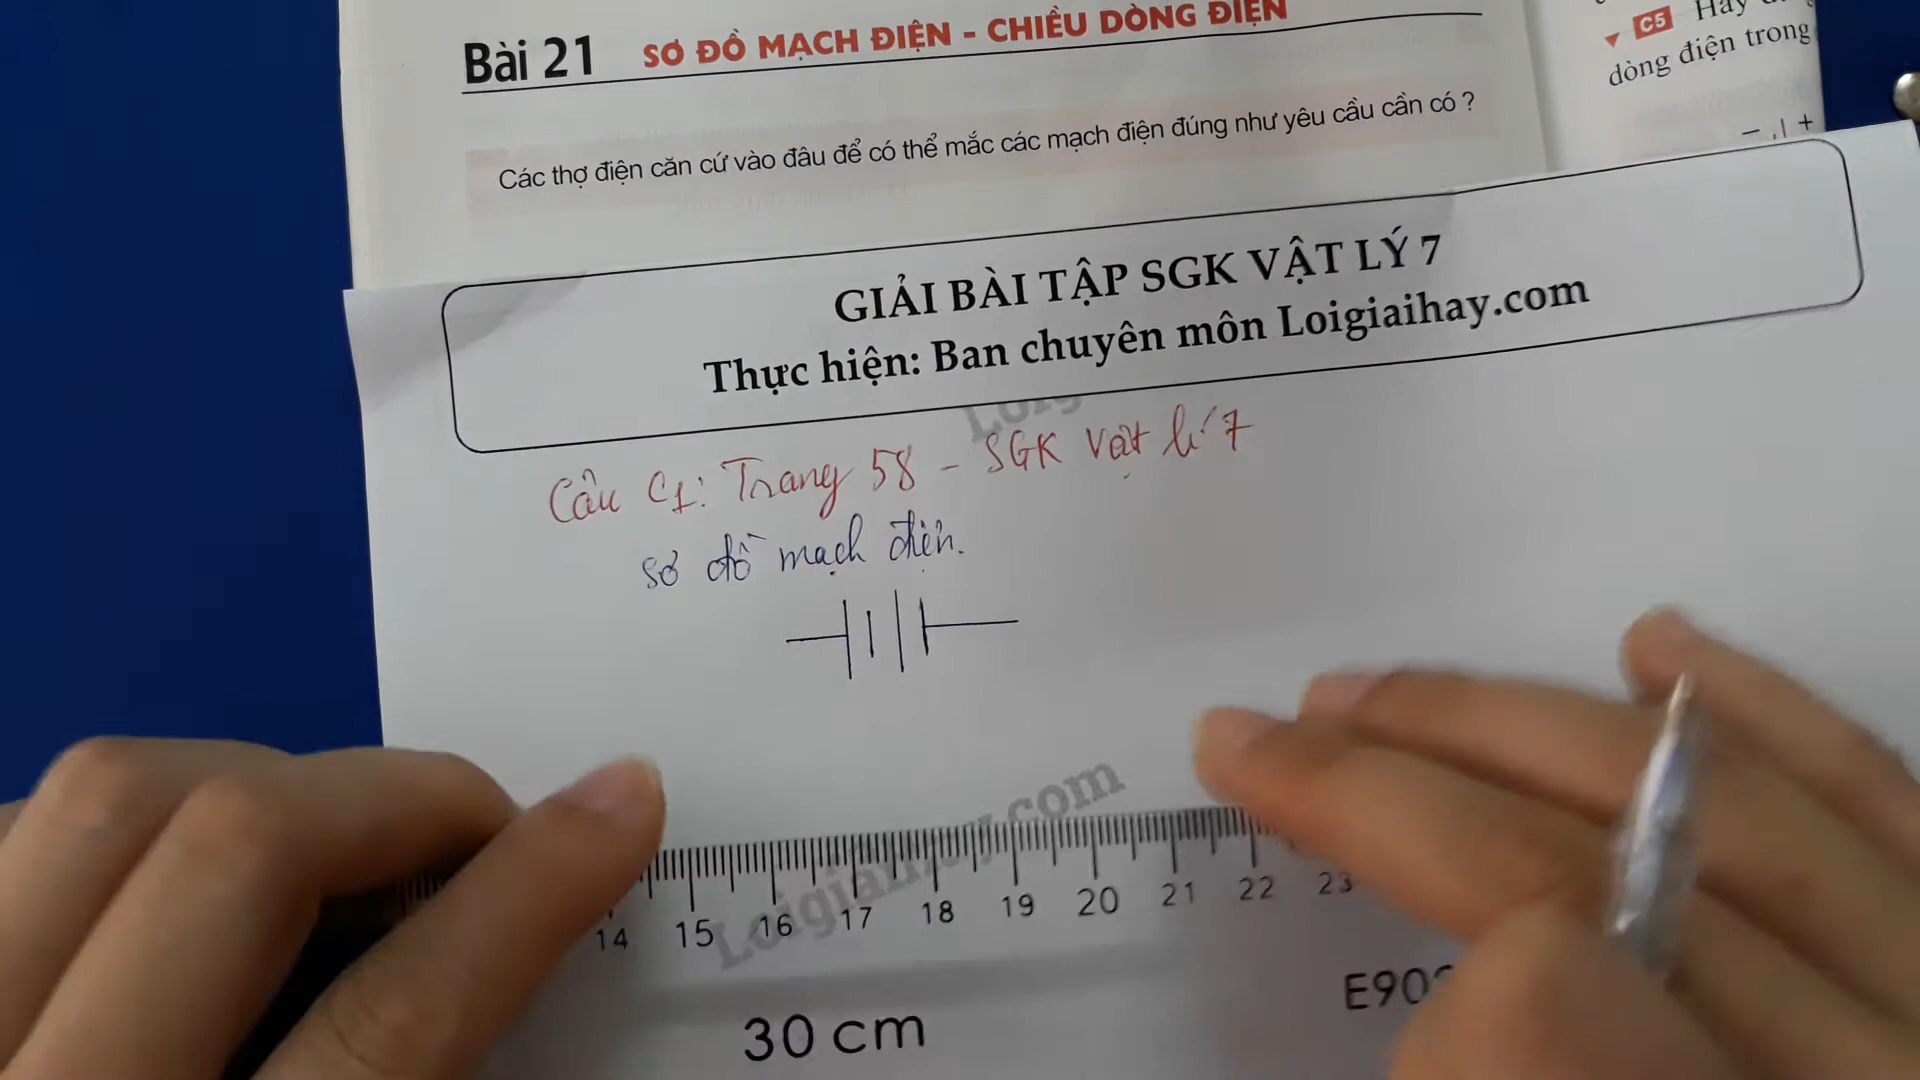 Bài 21 SƠ ĐỒ MẠCH ĐIỆN - CHIỀU DÒNG ĐIỆN
Các thợ điện căn cứ vào đâu để có thể mắc các mạch điện đúng như yêu cầu cần có ?
C5 Hãy
dòng điện trong
– +
GIẢI BÀI TẬP SGK VẬT LÝ 7
Thực hiện: Ban chuyên môn Loigiaihay.com
Câu C1: Trang 58 - SGK Vật lí 7
sơ đồ mạch điện.
Loigiaihay.com
14 15 16 17 18 19 20 21 22 23
30 cm